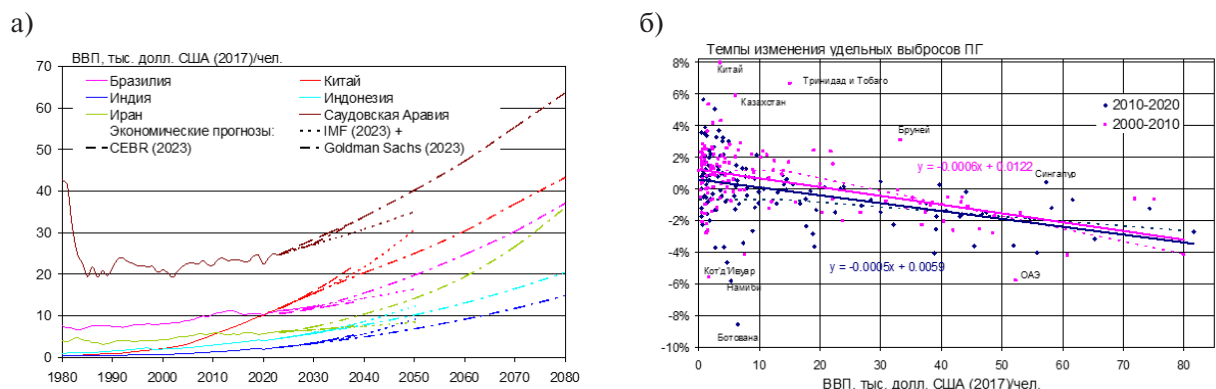 а)
ВВП, тыс. долл. США (2017)/чел.
70
60
50
40
30
20
10
0
Бразилия
Китай
Индия
Индонезия
Иран
Саудовская Аравия
Экономические прогнозы:
IMF (2023) +
CEBR (2023)
Goldman Sachs (2023)
1980 1990 2000 2010 2020 2030 2040 2050 2060 2070 2080
б)
Темпы изменения удельных выбросов ПГ
8%
6%
4%
2%
0%
-2%
-4%
-6%
-8%
-10%
Китай
Тринидад и Тобаго
Казахстан
2010-2020
2000-2010
Бруней
y = -0.0006x + 0.0122
Сингапур
Кот'д'Ивуар
y = -0.0005x + 0.0059
ОАЭ
Намиби
Ботована
0 10 20 30 40 50 60 70 80
ВВП, тыс. долл. США (2017)/чел.